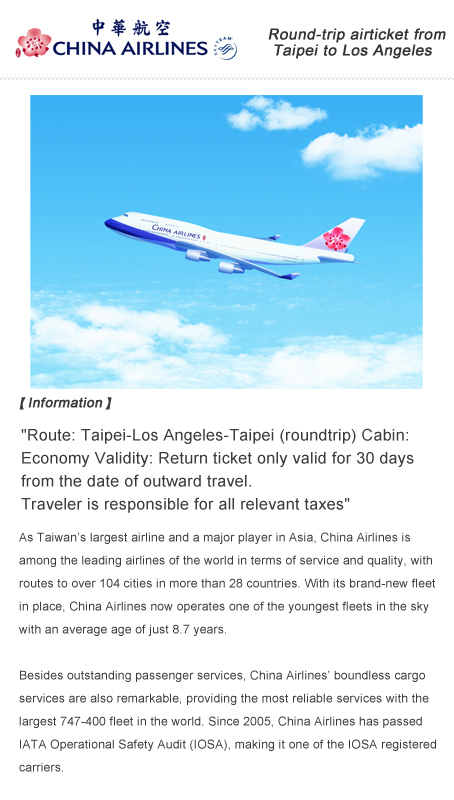 中華航空
CHINA AIRLINES
SKYTEAM
Round-trip airticket from
Taipei to Los Angeles
CHINA AIRLINES
【 Information 】
"Route: Taipei-Los Angeles-Taipei (roundtrip) Cabin:
Economy Validity: Return ticket only valid for 30 days
from the date of outward travel.
Traveler is responsible for all relevant taxes"
As Taiwan's largest airline and a major player in Asia, China Airlines is
among the leading airlines of the world in terms of service and quality, with
routes to over 104 cities in more than 28 countries. With its brand-new fleet
in place, China Airlines now operates one of the youngest fleets in the sky
with an average age of just 8.7 years.
Besides outstanding passenger services, China Airlines' boundless cargo
services are also remarkable, providing the most reliable services with the
largest 747-400 fleet in the world. Since 2005, China Airlines has passed
IATA Operational Safety Audit (IOSA), making it one of the IOSA registered
carriers.